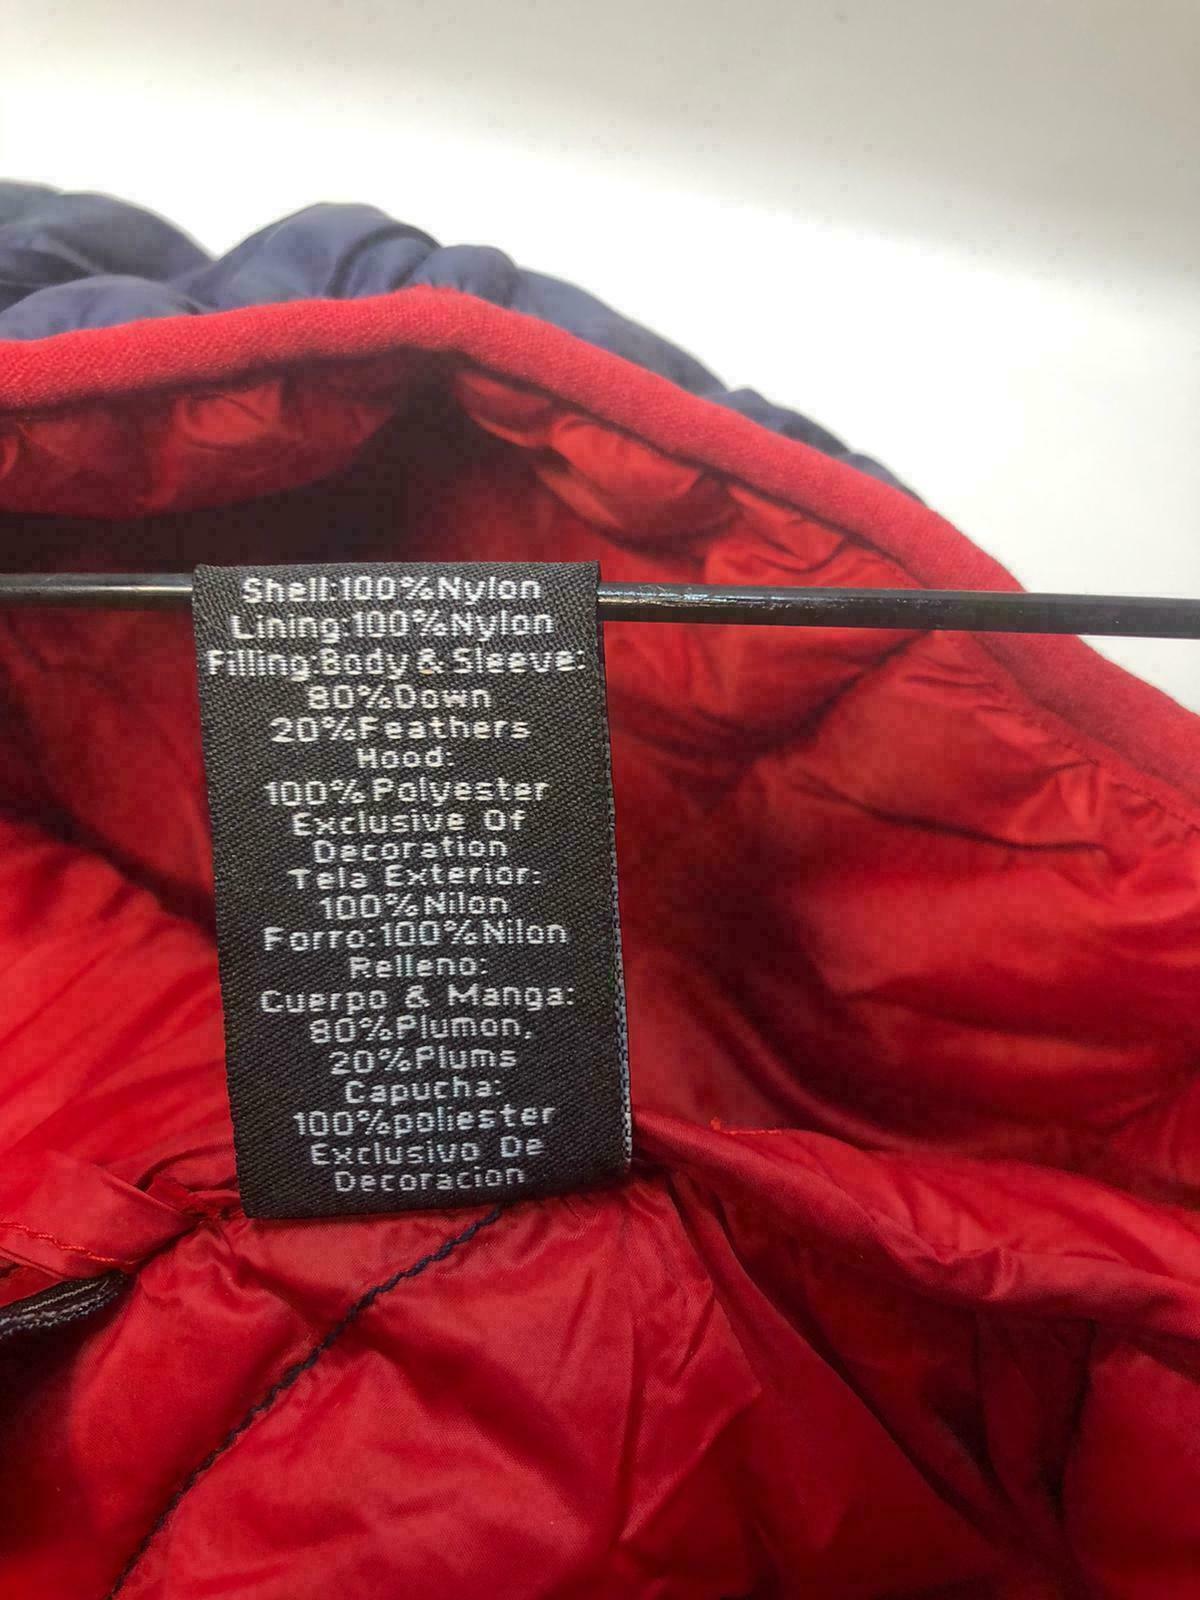 Shell:100%Nylon
Lining:100%Nylon
Filling:Body & Sleeve:
80%Down
20%Feathers
Hood:
100%Polyester
Exclusive Of
Decoration
Tela Exterior:
100%Nilon
Forro:100%Nilon
Relleno:
Cuerpo & Manga:
80%Plumon,
20%Plums
Capucha:
100%poliester
Exclusivo De
Decoracion